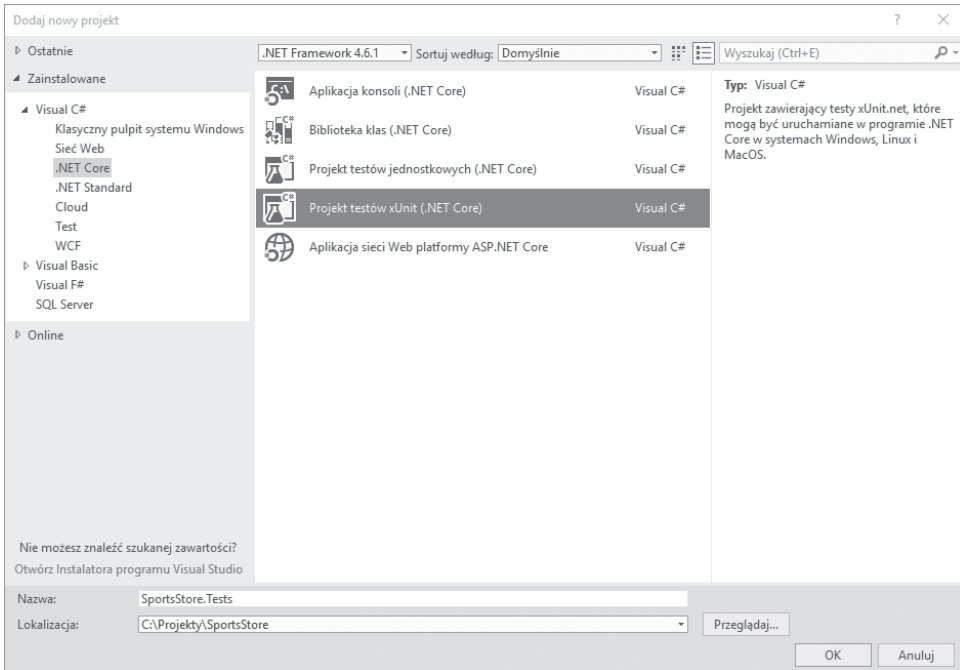 Dodaj nowy projekt
Ostatnie
Zainstalowane
Visual C#
Klasyczny pulpit systemu Windows
Sieć Web
.NET Core
.NET Standard
Cloud
Test
WCF
Visual Basic
Visual F#
SQL Server
Online
Nie możesz znaleźć szukanej zawartości?
Otwórz Instalatora programu Visual Studio
.NET Framework 4.6.1 Sortuj według: Domyślnie
Aplikacja konsoli (.NET Core) Visual C#
Biblioteka klas (.NET Core) Visual C#
Projekt testów jednostkowych (.NET Core) Visual C#
Projekt testów xUnit (.NET Core) Visual C#
Aplikacja sieci Web platformy ASP.NET Core Visual C#
Wyszukaj (Ctrl+E)
Typ: Visual C#
Projekt zawierający testy xUnit.net, które
mogą być uruchamiane w programie .NET
Core w systemach Windows, Linux i
MacOS.
Nazwa: SportsStore.Tests
Lokalizacja: C:\Projekty\SportsStore Przeglądaj...
OK Anuluj